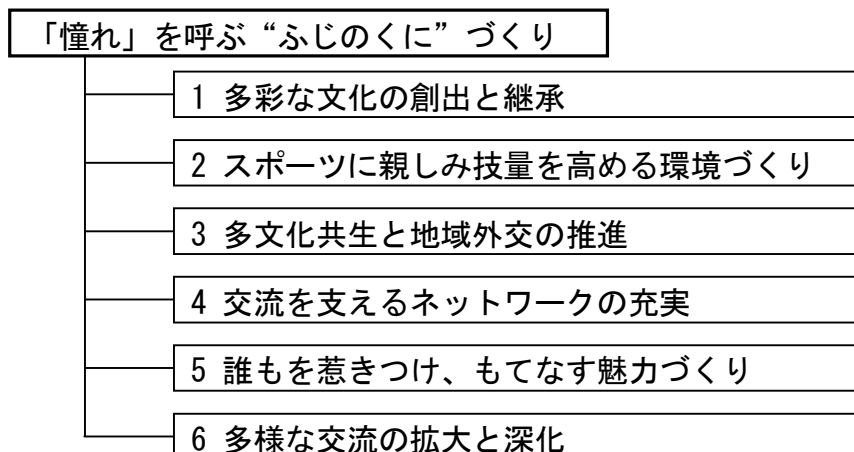 「憧れ」を呼ぶ“ふじのくに”づくり
1 多彩な文化の創出と継承
2 スポーツに親しみ技量を高める環境づくり
3 多文化共生と地域外交の推進
4 交流を支えるネットワークの充実
5 誰もを惹きつけ、もてなす魅力づくり
6 多様な交流の拡大と深化